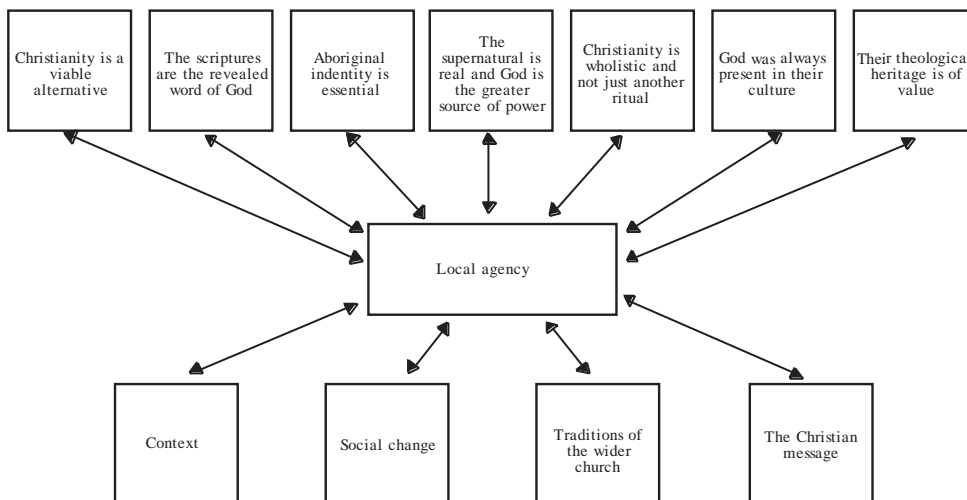 Christianity is a
viable
alternative
The scriptures
are the revealed
word of God
Aboriginal
indentity is
essential
The
supernatural is
real and God is
the greater
source of power
Christianity is
wholistic and
not just another
ritual
God was always
present in their
culture
Their theological
heritage is of
value
Local agency
Context
Social change
Traditions of
the wider
church
The Christian
message